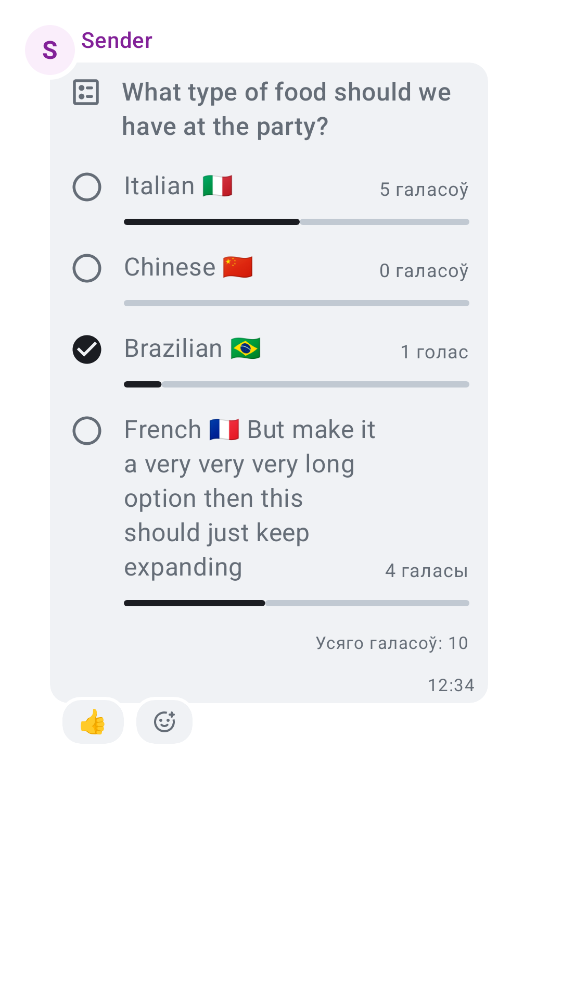 S
Sender
What type of food should we
have at the party?
Italian 🇮🇹
5 галасоў
Chinese 🇨🇳
0 галасоў
Brazilian 🇧🇷
1 голас
French 🇫🇷 But make it
a very very very long
option then this
should just keep
expanding
4 галасы
Усяго галасоў: 10
12:34
👍